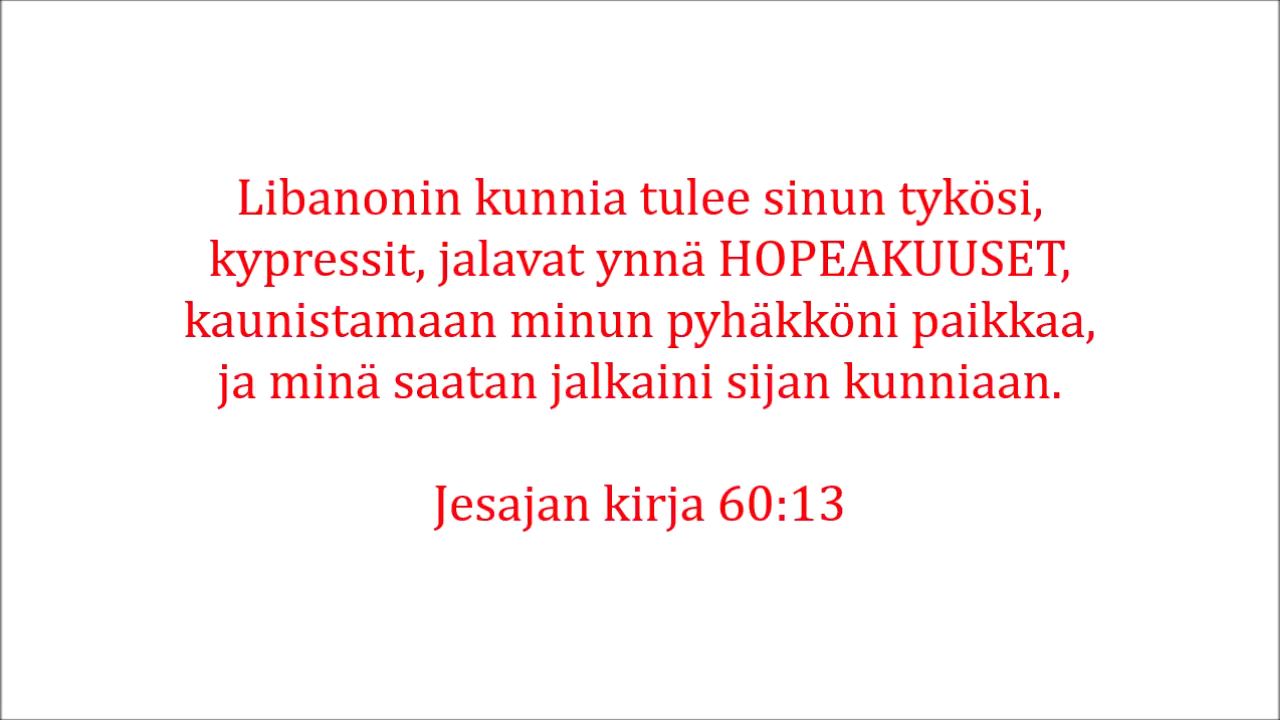 Libanonin kunnia tulee sinun tykösi,
kypressit, jalavat ynnä HOPEAKUUSET,
kaunistamaan minun pyhäkköni paikkaa,
ja minä saatan jalkaini sijan kunniaan.
Jesajan kirja 60:13